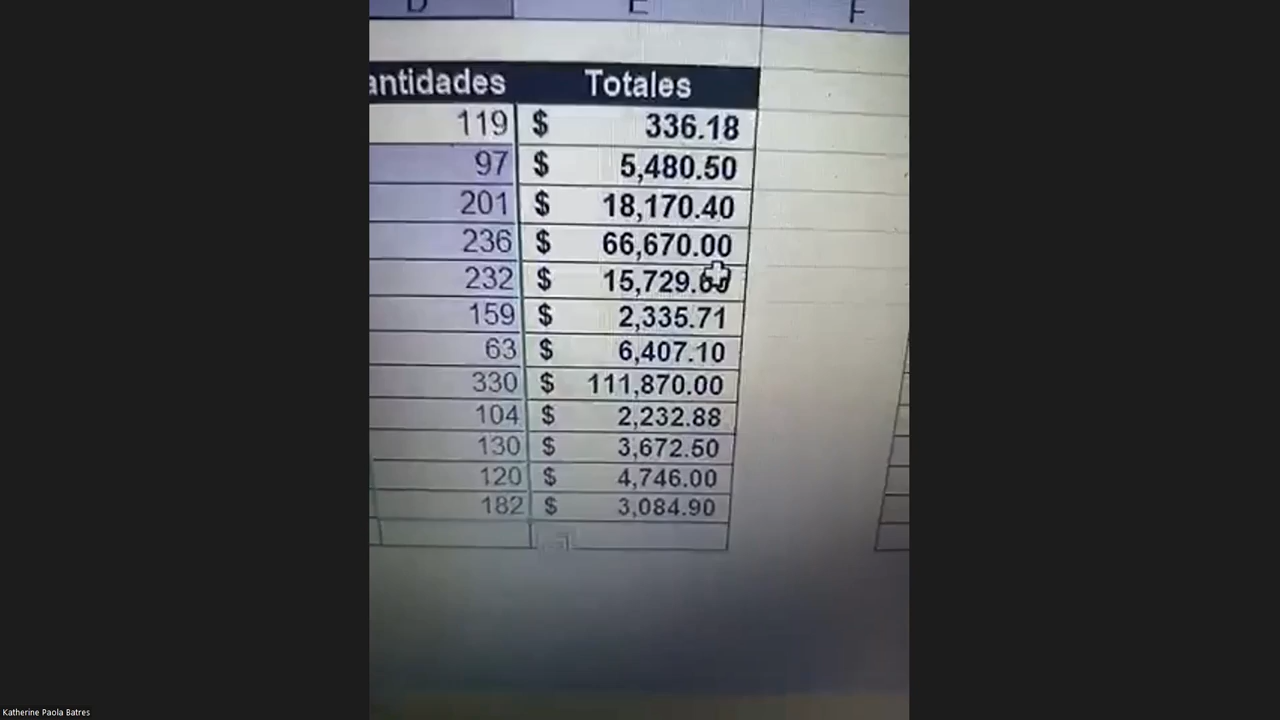 D E F
antidades Totales
119 $ 336.18
97 $ 5,480.50
201 $ 18,170.40
236 $ 66,670.00
232 $
159 $ 2,335.71
63 $ 6,407.10
330 $ 111,870.00
104 $ 2,232.88
130 $ 3,672.50
120 $ 4,746.00
182 $ 3,084.90
Katherine Paola Batres